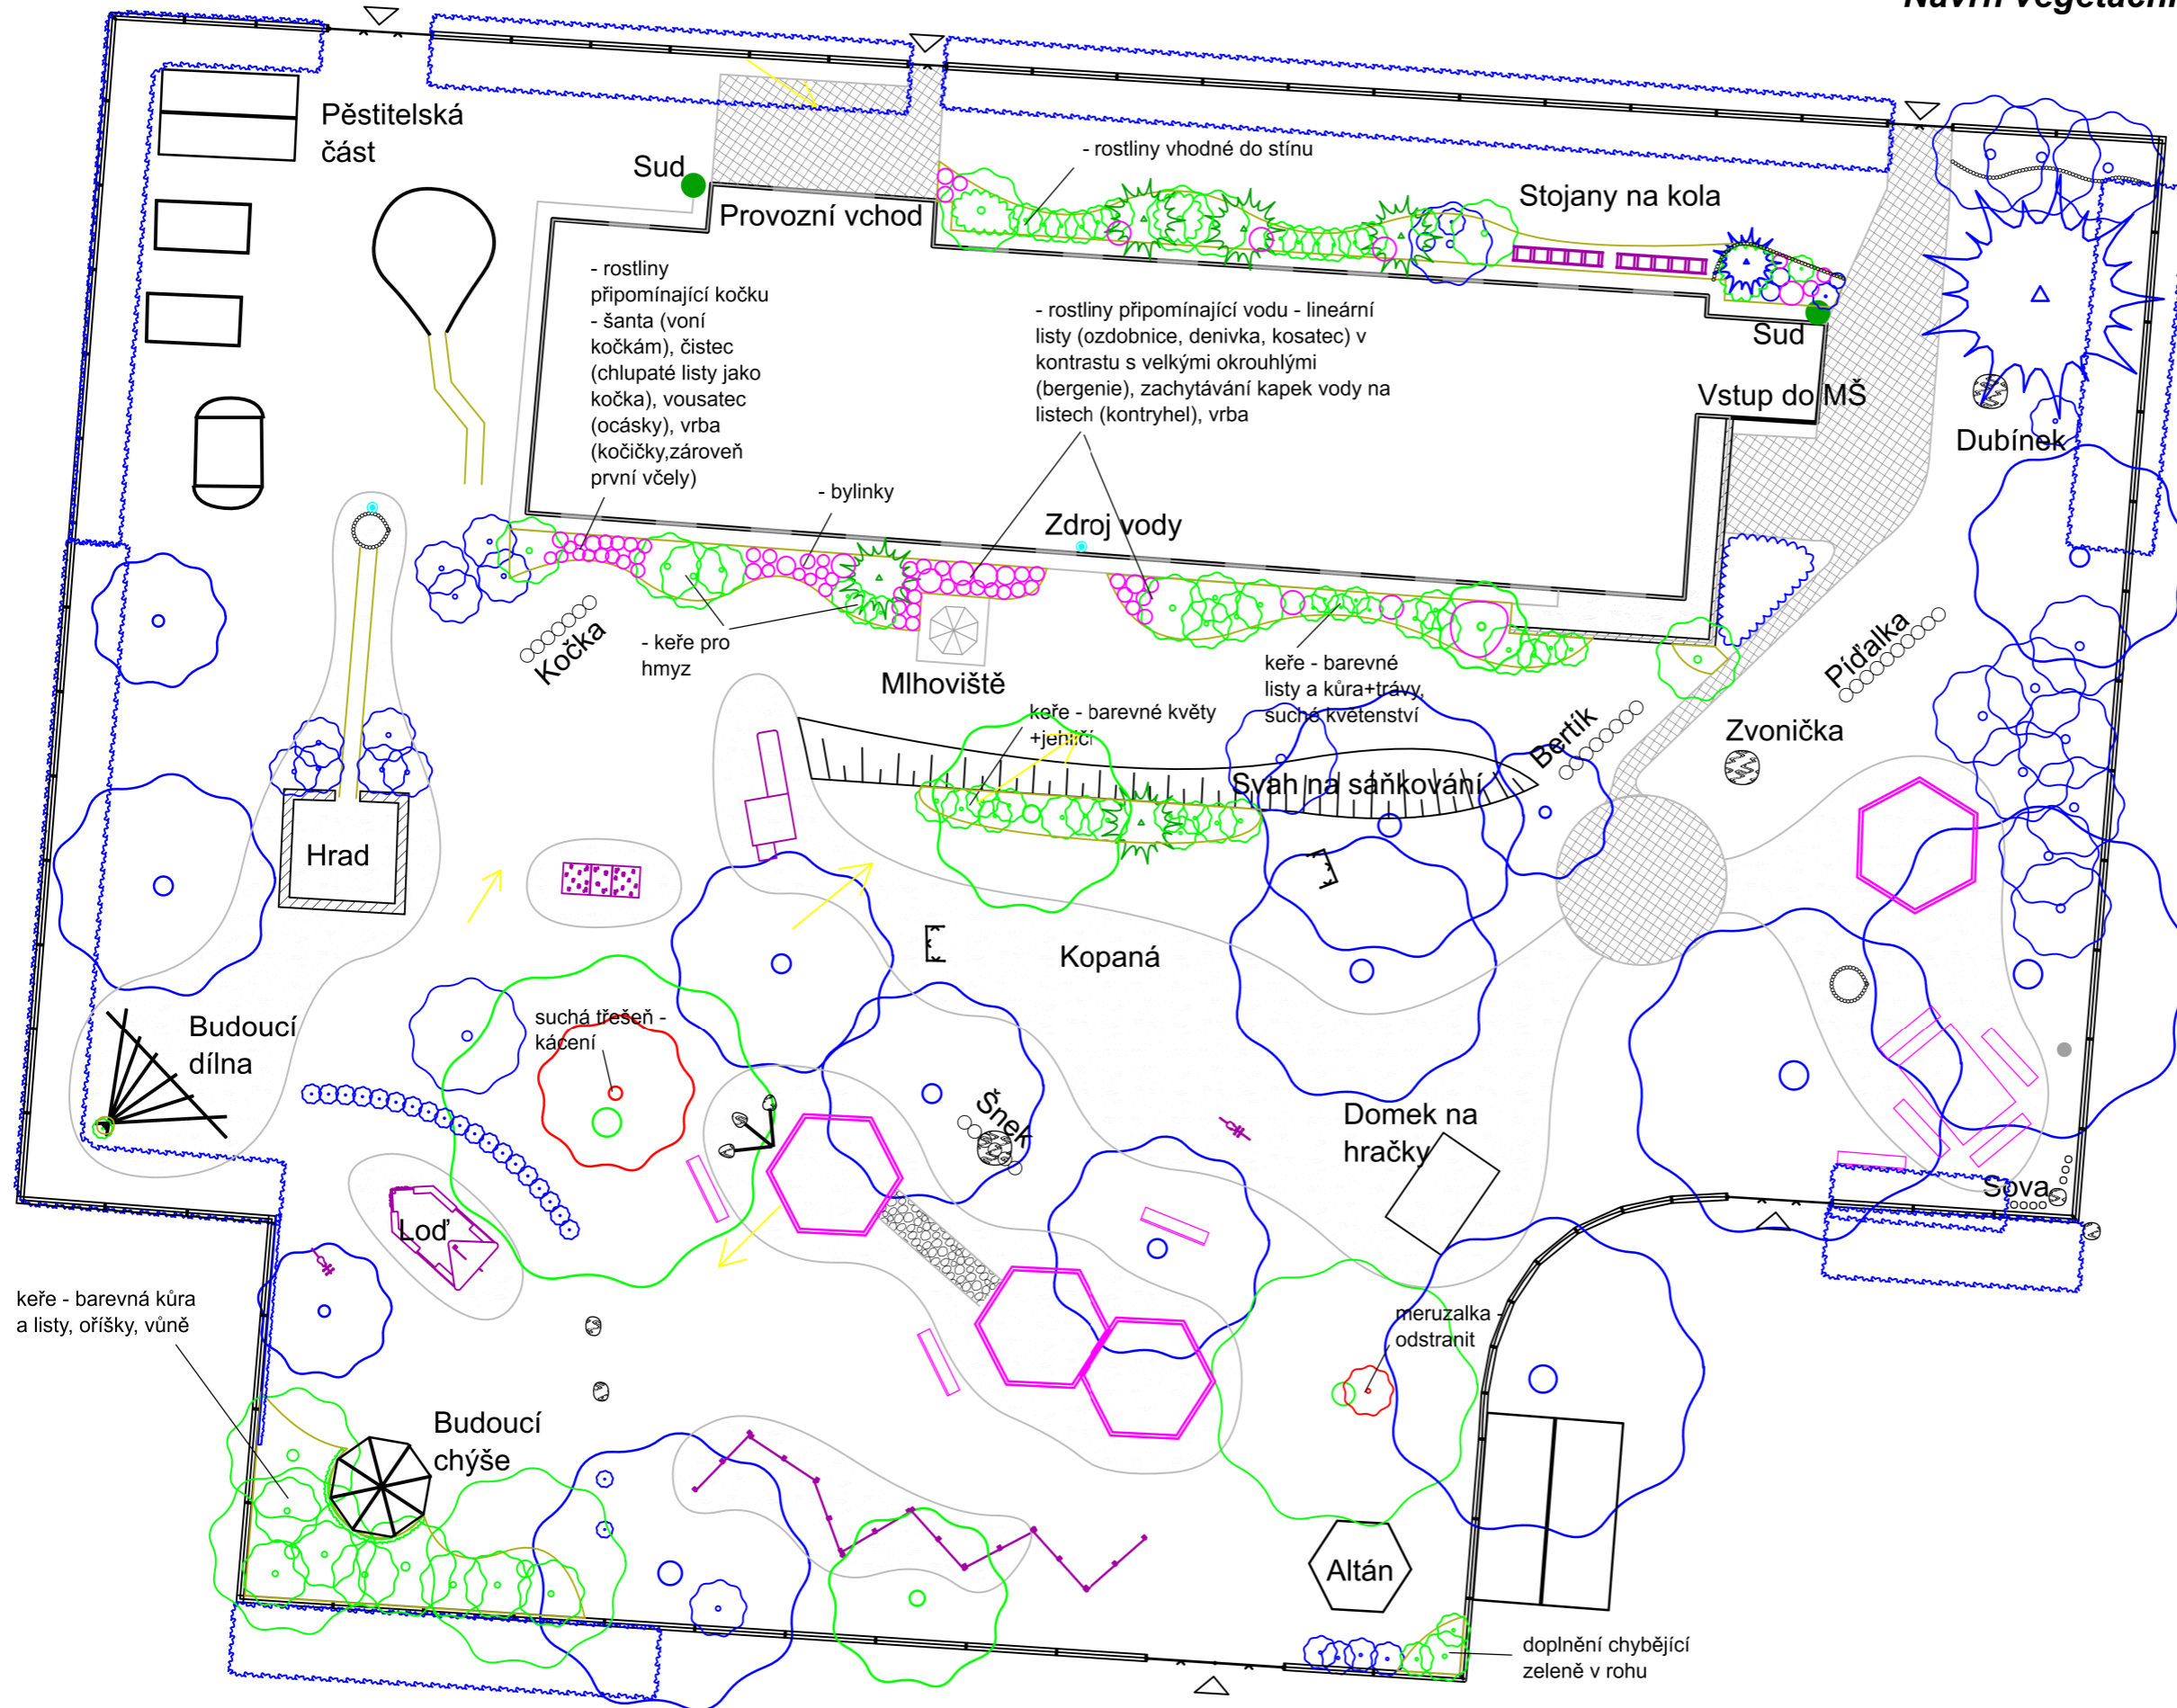 Návrh vegetační
Pěstitelská
část
Sud
Provozní vchod
- rostliny vhodné do stínu
Stojany na kola
- rostliny
připomínající kočku
- šanta (voní
kočkám), čistec
(chlupaté listy jako
kočka), vousatec
(ocásky), vrba
(kočičky,zároveň
první včely)
- rostliny připomínající vodu - lineární
listy (ozdobnice, denivka, kosatec) v
kontrastu s velkými okrouhlými
(bergenie), zachytávání kapek vody na
listech (kontryhel), vrba
Sud
Vstup do MŠ
Dubínek
- bylinky
Zdroj vody
Kočka
- keře pro
hmyz
Mlhoviště
keře - barevné
listy a kůra+trávy,
suché květenství
Píďalka
keře - barevné květy
+jehličí
Bertík
Zvonička
Svah na sáňkování
Hrad
Kopaná
Budoucí
dílna
suchá třešeň -
kácení
Šnek
Domek na
hračky
Sova
Loď
keře - barevná kůra
a listy, oříšky, vůně
meruzalka -
odstranit
Budoucí
chýše
Altán
doplnění chybějící
zeleně v rohu